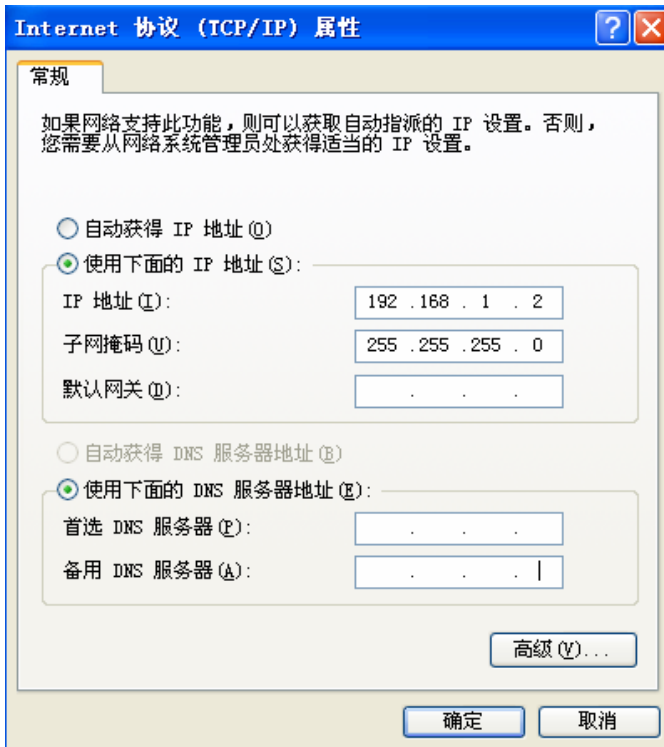 Internet 协议 (TCP/IP) 属性
常规
如果网络支持此功能，则可以获取自动指派的 IP 设置。否则，
您需要从网络系统管理员处获得适当的 IP 设置。
自动获得 IP 地址(O)
使用下面的 IP 地址(S):
IP 地址(I): 192 .168 . 1 . 2
子网掩码(U): 255 .255 .255 . 0
默认网关(D): . . .
自动获得 DNS 服务器地址(B)
使用下面的 DNS 服务器地址(E):
首选 DNS 服务器(P): . . .
备用 DNS 服务器(A): . . .
高级(V)...
确定 取消